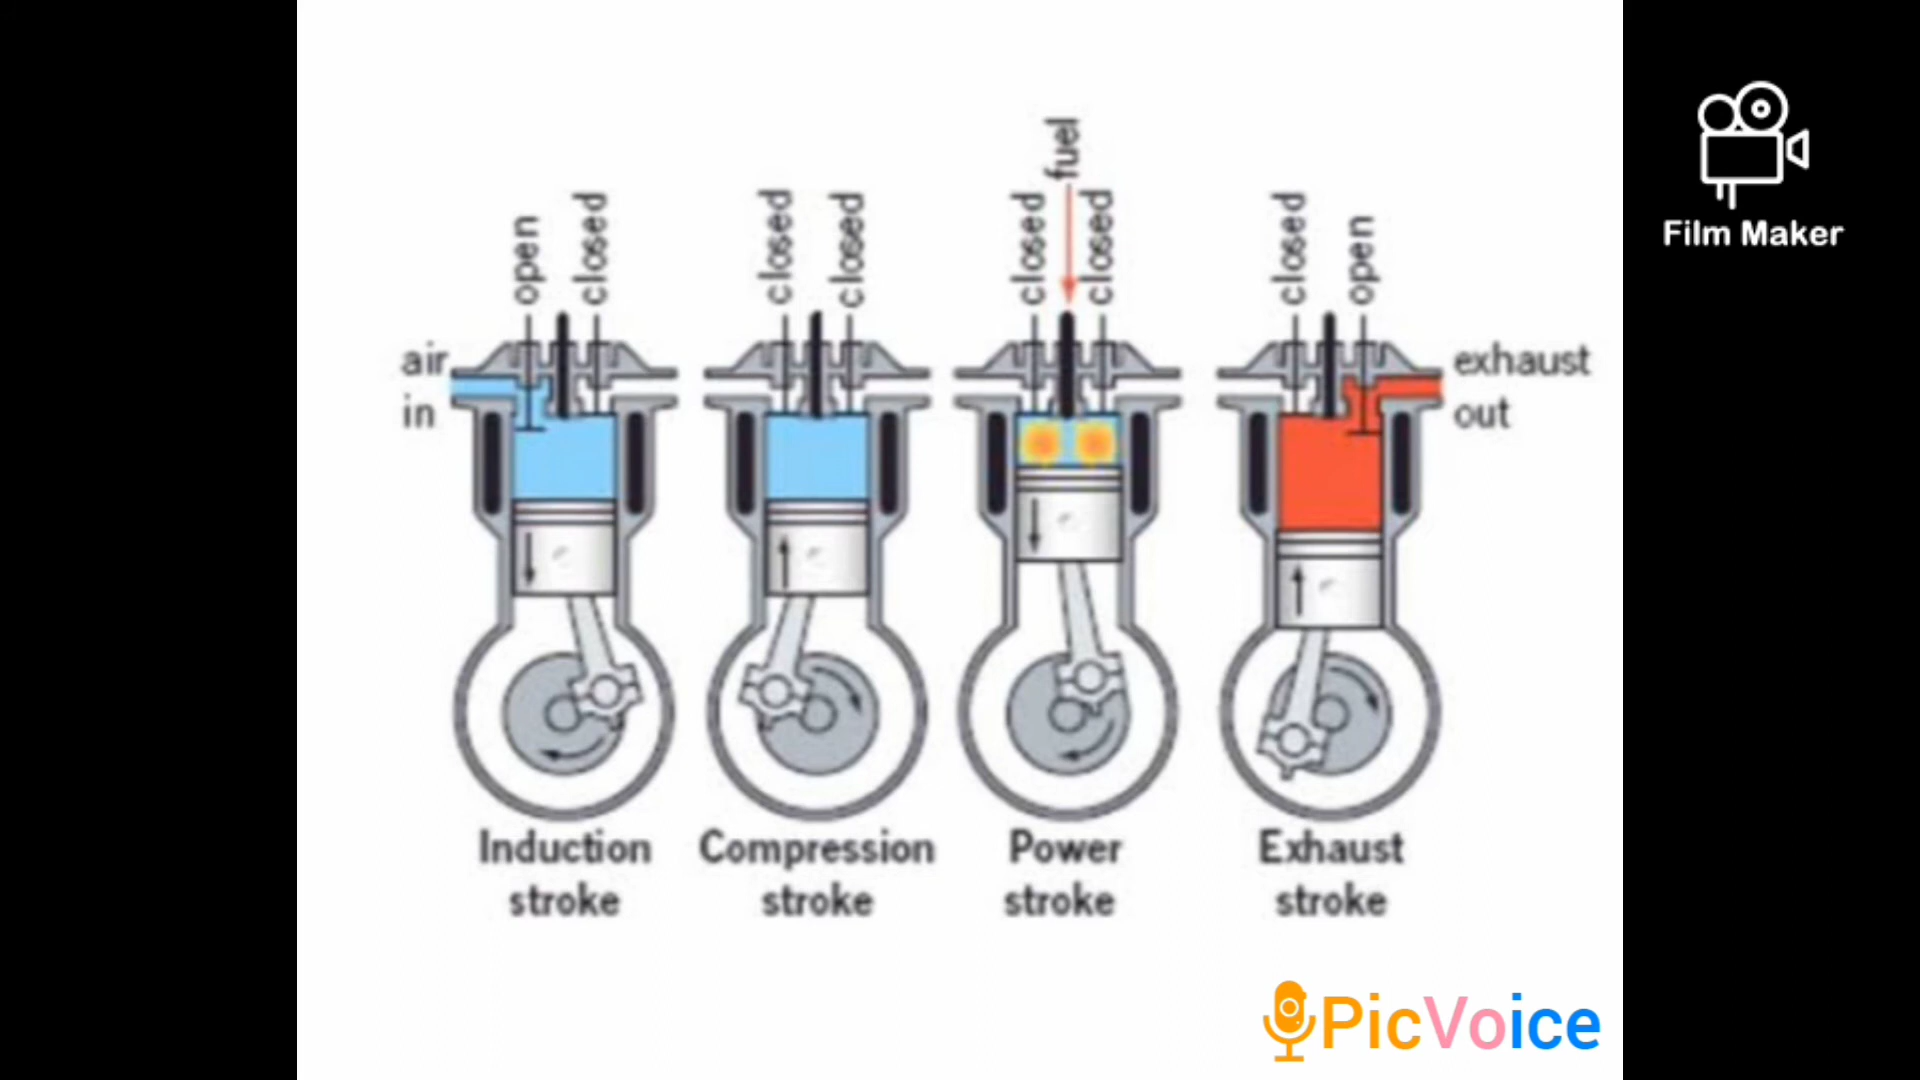 fuel
open
closed
closed
closed
closed
closed
closed
open
air
in
exhaust
out
Induction
stroke
Compression
stroke
Power
stroke
Exhaust
stroke
Film Maker
PicVoice